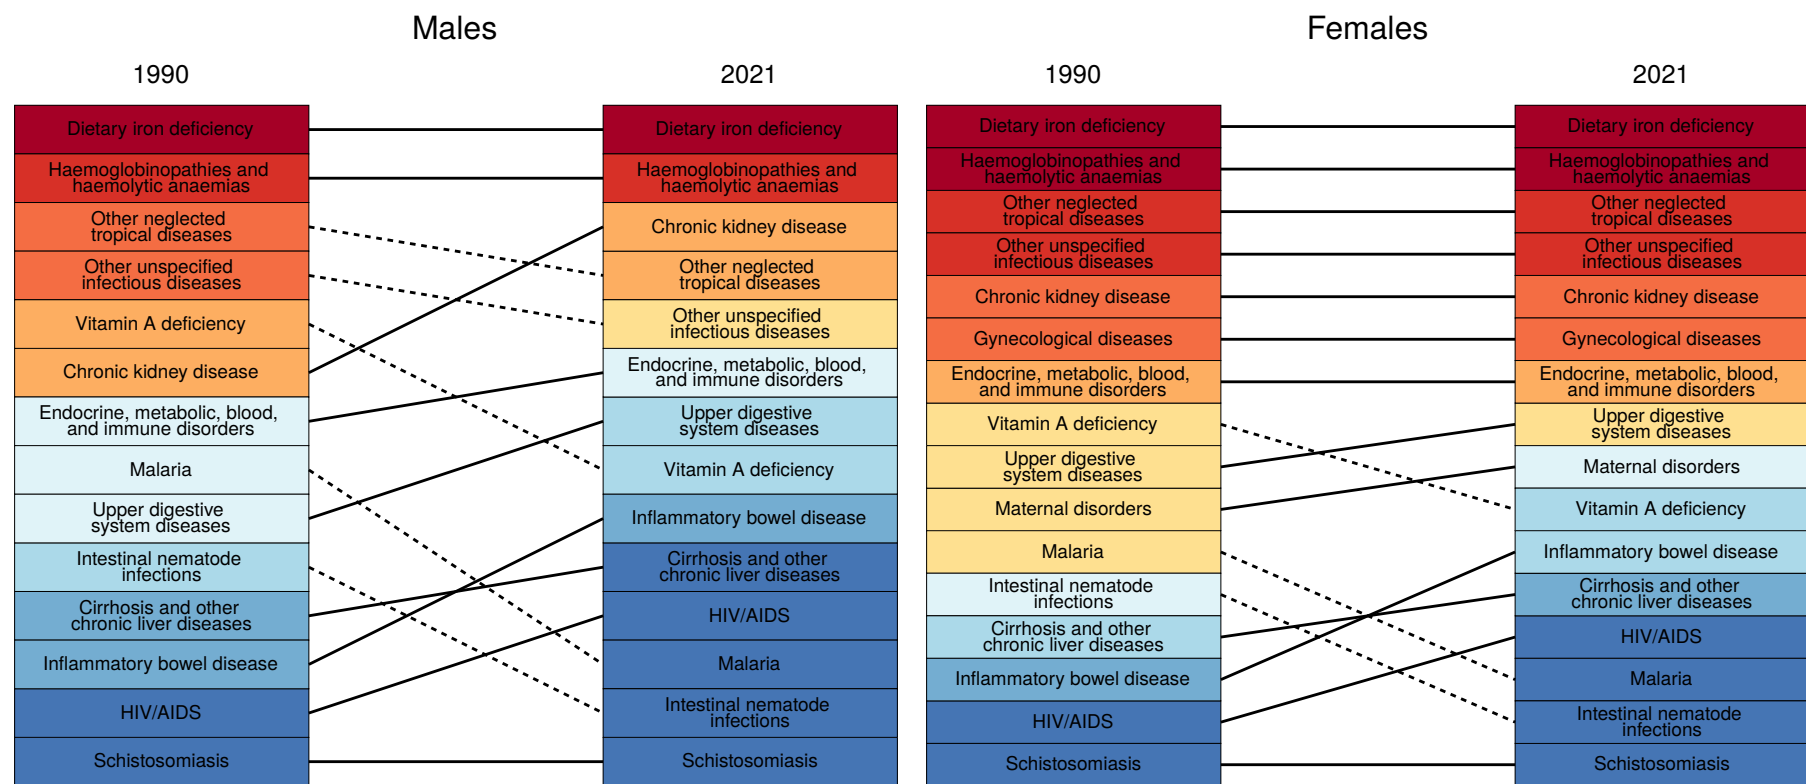 Males
1990
2021
Dietary iron deficiency
Haemoglobinopathies and
haemolytic anaemias
Other neglected
tropical diseases
Other unspecified
infectious diseases
Vitamin A deficiency
Chronic kidney disease
Endocrine, metabolic, blood,
and immune disorders
Malaria
Upper digestive
system diseases
Intestinal nematode
infections
Cirrhosis and other
chronic liver diseases
Inflammatory bowel disease
HIV/AIDS
Schistosomiasis
Dietary iron deficiency
Haemoglobinopathies and
haemolytic anaemias
Chronic kidney disease
Other neglected
tropical diseases
Other unspecified
infectious diseases
Endocrine, metabolic, blood,
and immune disorders
Upper digestive
system diseases
Vitamin A deficiency
Inflammatory bowel disease
Cirrhosis and other
chronic liver diseases
HIV/AIDS
Malaria
Intestinal nematode
infections
Schistosomiasis
Females
1990
2021
Dietary iron deficiency
Haemoglobinopathies and
haemolytic anaemias
Other neglected
tropical diseases
Other unspecified
infectious diseases
Chronic kidney disease
Gynecological diseases
Endocrine, metabolic, blood,
and immune disorders
Vitamin A deficiency
Upper digestive
system diseases
Maternal disorders
Malaria
Intestinal nematode
infections
Cirrhosis and other
chronic liver diseases
Inflammatory bowel disease
HIV/AIDS
Schistosomiasis
Dietary iron deficiency
Haemoglobinopathies and
haemolytic anaemias
Other neglected
tropical diseases
Other unspecified
infectious diseases
Chronic kidney disease
Gynecological diseases
Endocrine, metabolic, blood,
and immune disorders
Upper digestive
system diseases
Maternal disorders
Vitamin A deficiency
Inflammatory bowel disease
Cirrhosis and other
chronic liver diseases
HIV/AIDS
Malaria
Intestinal nematode
infections
Schistosomiasis